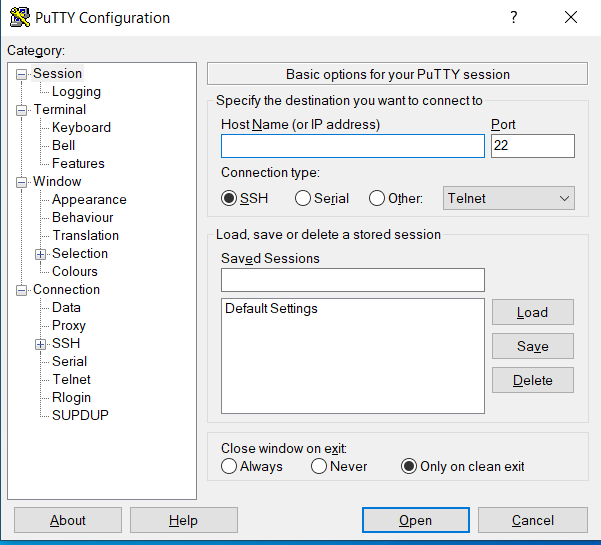 PuTTY Configuration
?
Category:
Session
Logging
Terminal
Keyboard
Bell
Features
Window
Appearance
Behaviour
Translation
Selection
Colours
Connection
Data
Proxy
SSH
Serial
Telnet
Rlogin
SUPDUP
Basic options for your PuTTY session
Specify the destination you want to connect to
Host Name (or IP address) Port
22
Connection type:
SSH Serial Other: Telnet
Load, save or delete a stored session
Saved Sessions
Default Settings
Load
Save
Delete
Close window on exit:
Always Never Only on clean exit
About Help Open Cancel